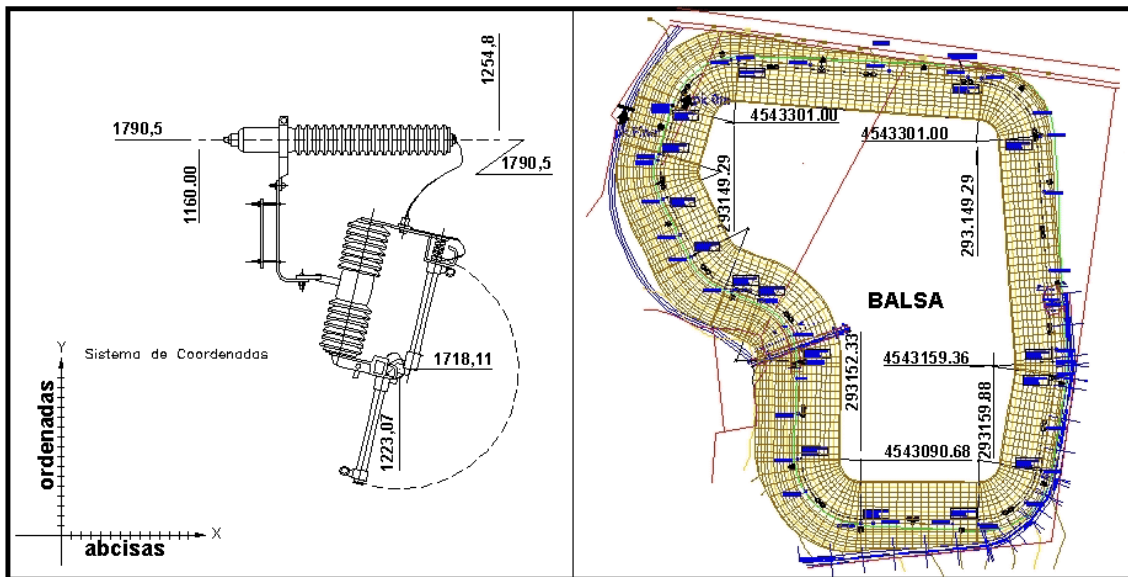 1254,8
1790,5
1790,5
1160.00
1718,11
1223,07
Y
Sistema de Coordenadas
ordenadas
X
abcisas
4543301.00
4543301.00
293149.29
293.149.29
BALSA
293152.33
4543159.36
293159.88
4543090.68